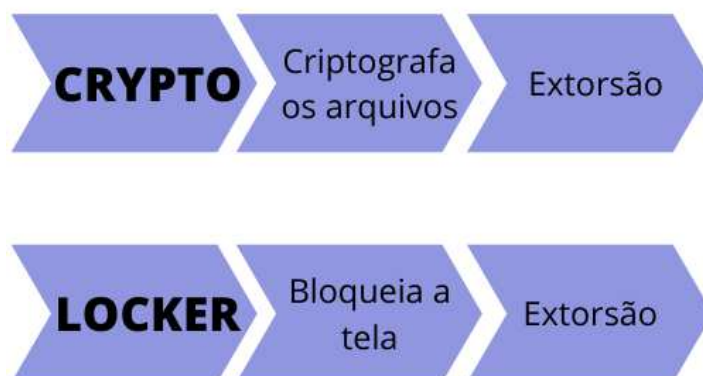 CRYPTO
Criptografa
os arquivos
Extorsão
LOCKER
Bloqueia a
tela
Extorsão